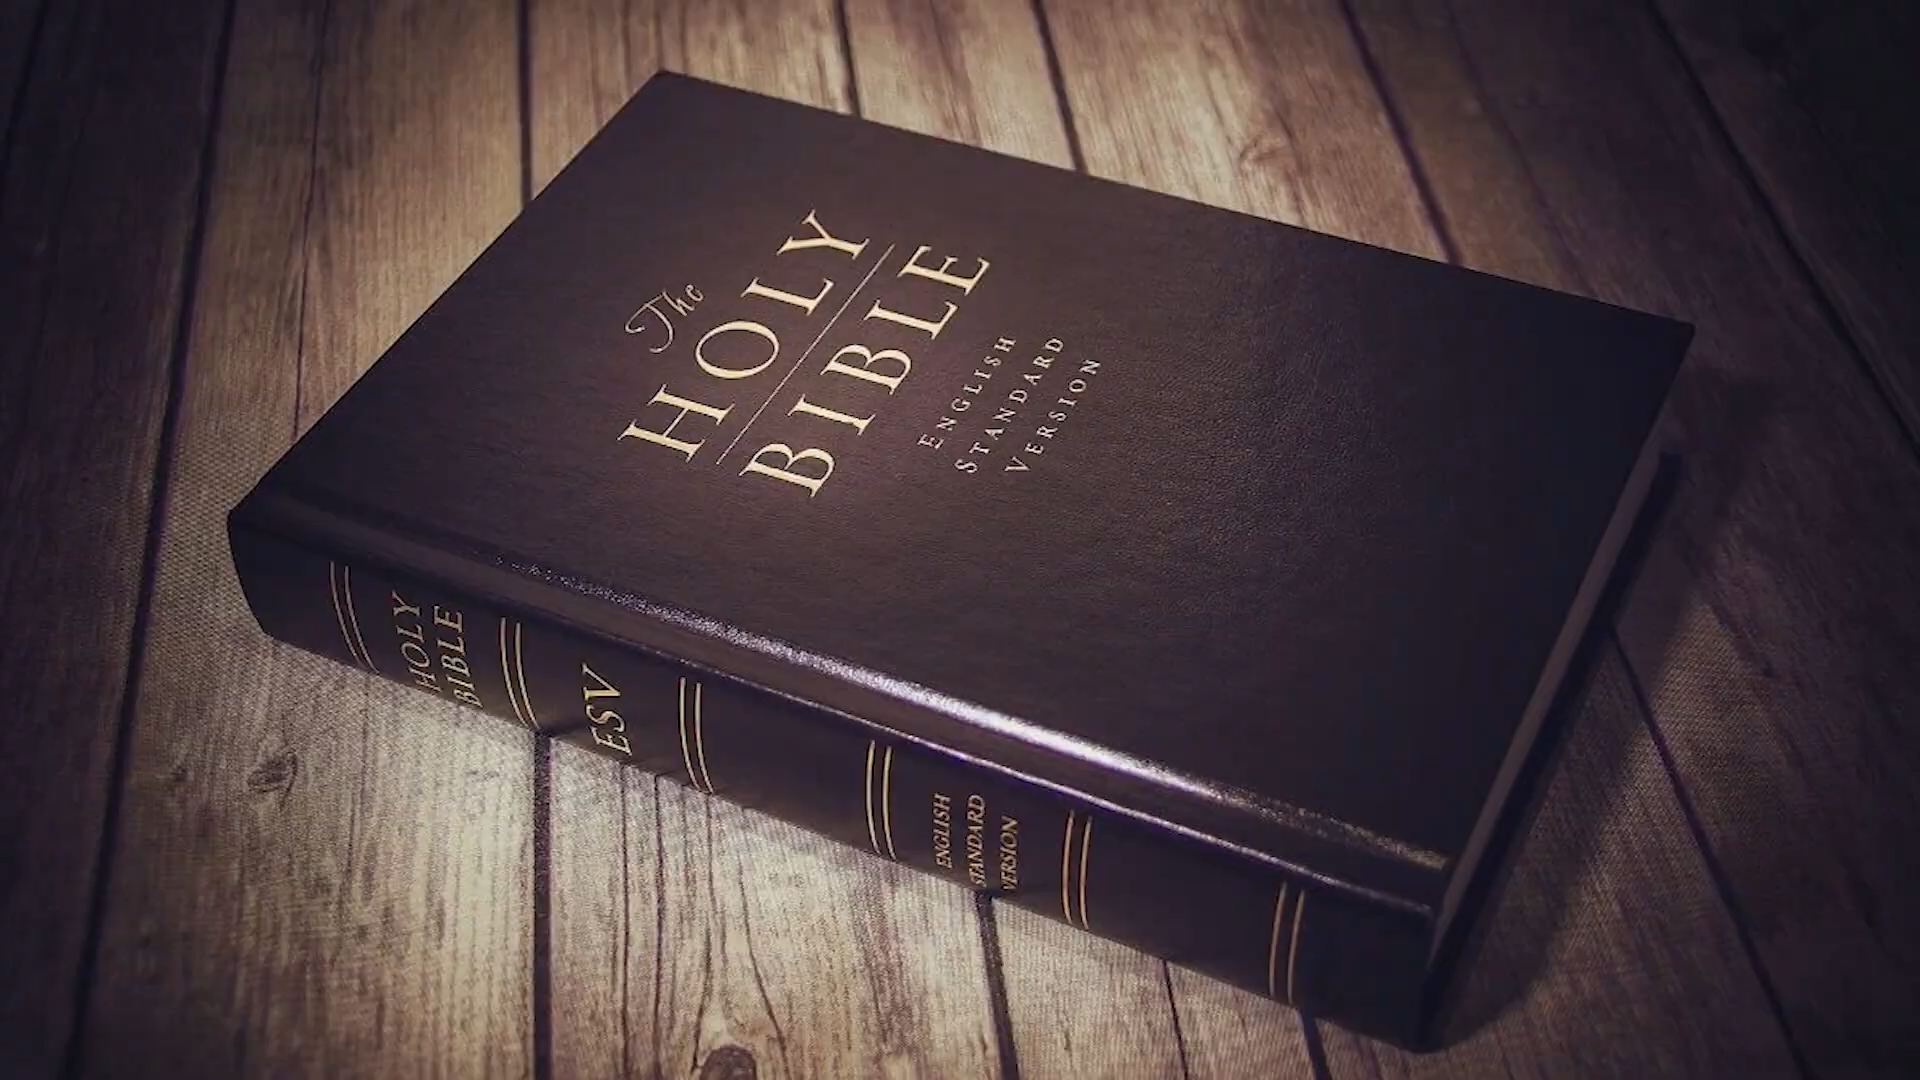 The
HOLY
BIBLE
ENGLISH
STANDARD
VERSION
HOLY
BIBLE
ESV
ENGLISH
STANDARD
VERSION